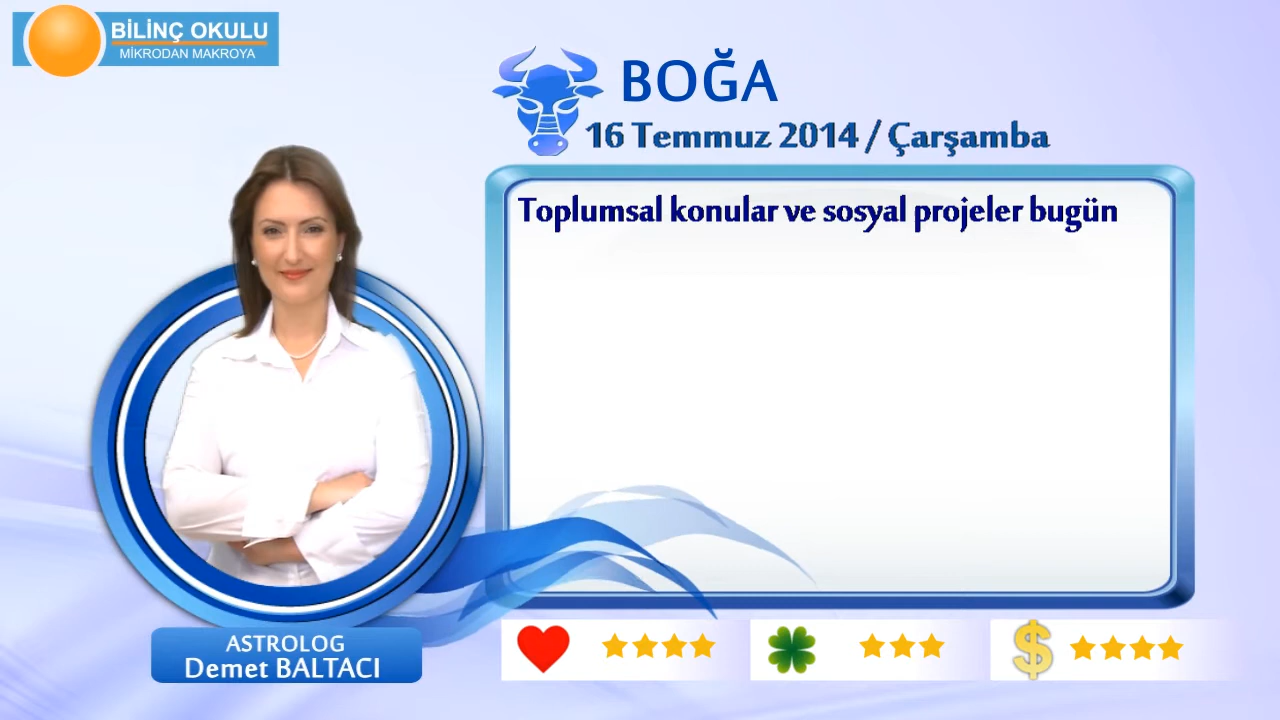 BİLİNÇ OKULU
MİKRODAN MAKROYA
BOĞA
16 Temmuz 2014 / Çarşamba
Toplumsal konular ve sosyal projeler bugün
ASTROLOG
Demet BALTACI